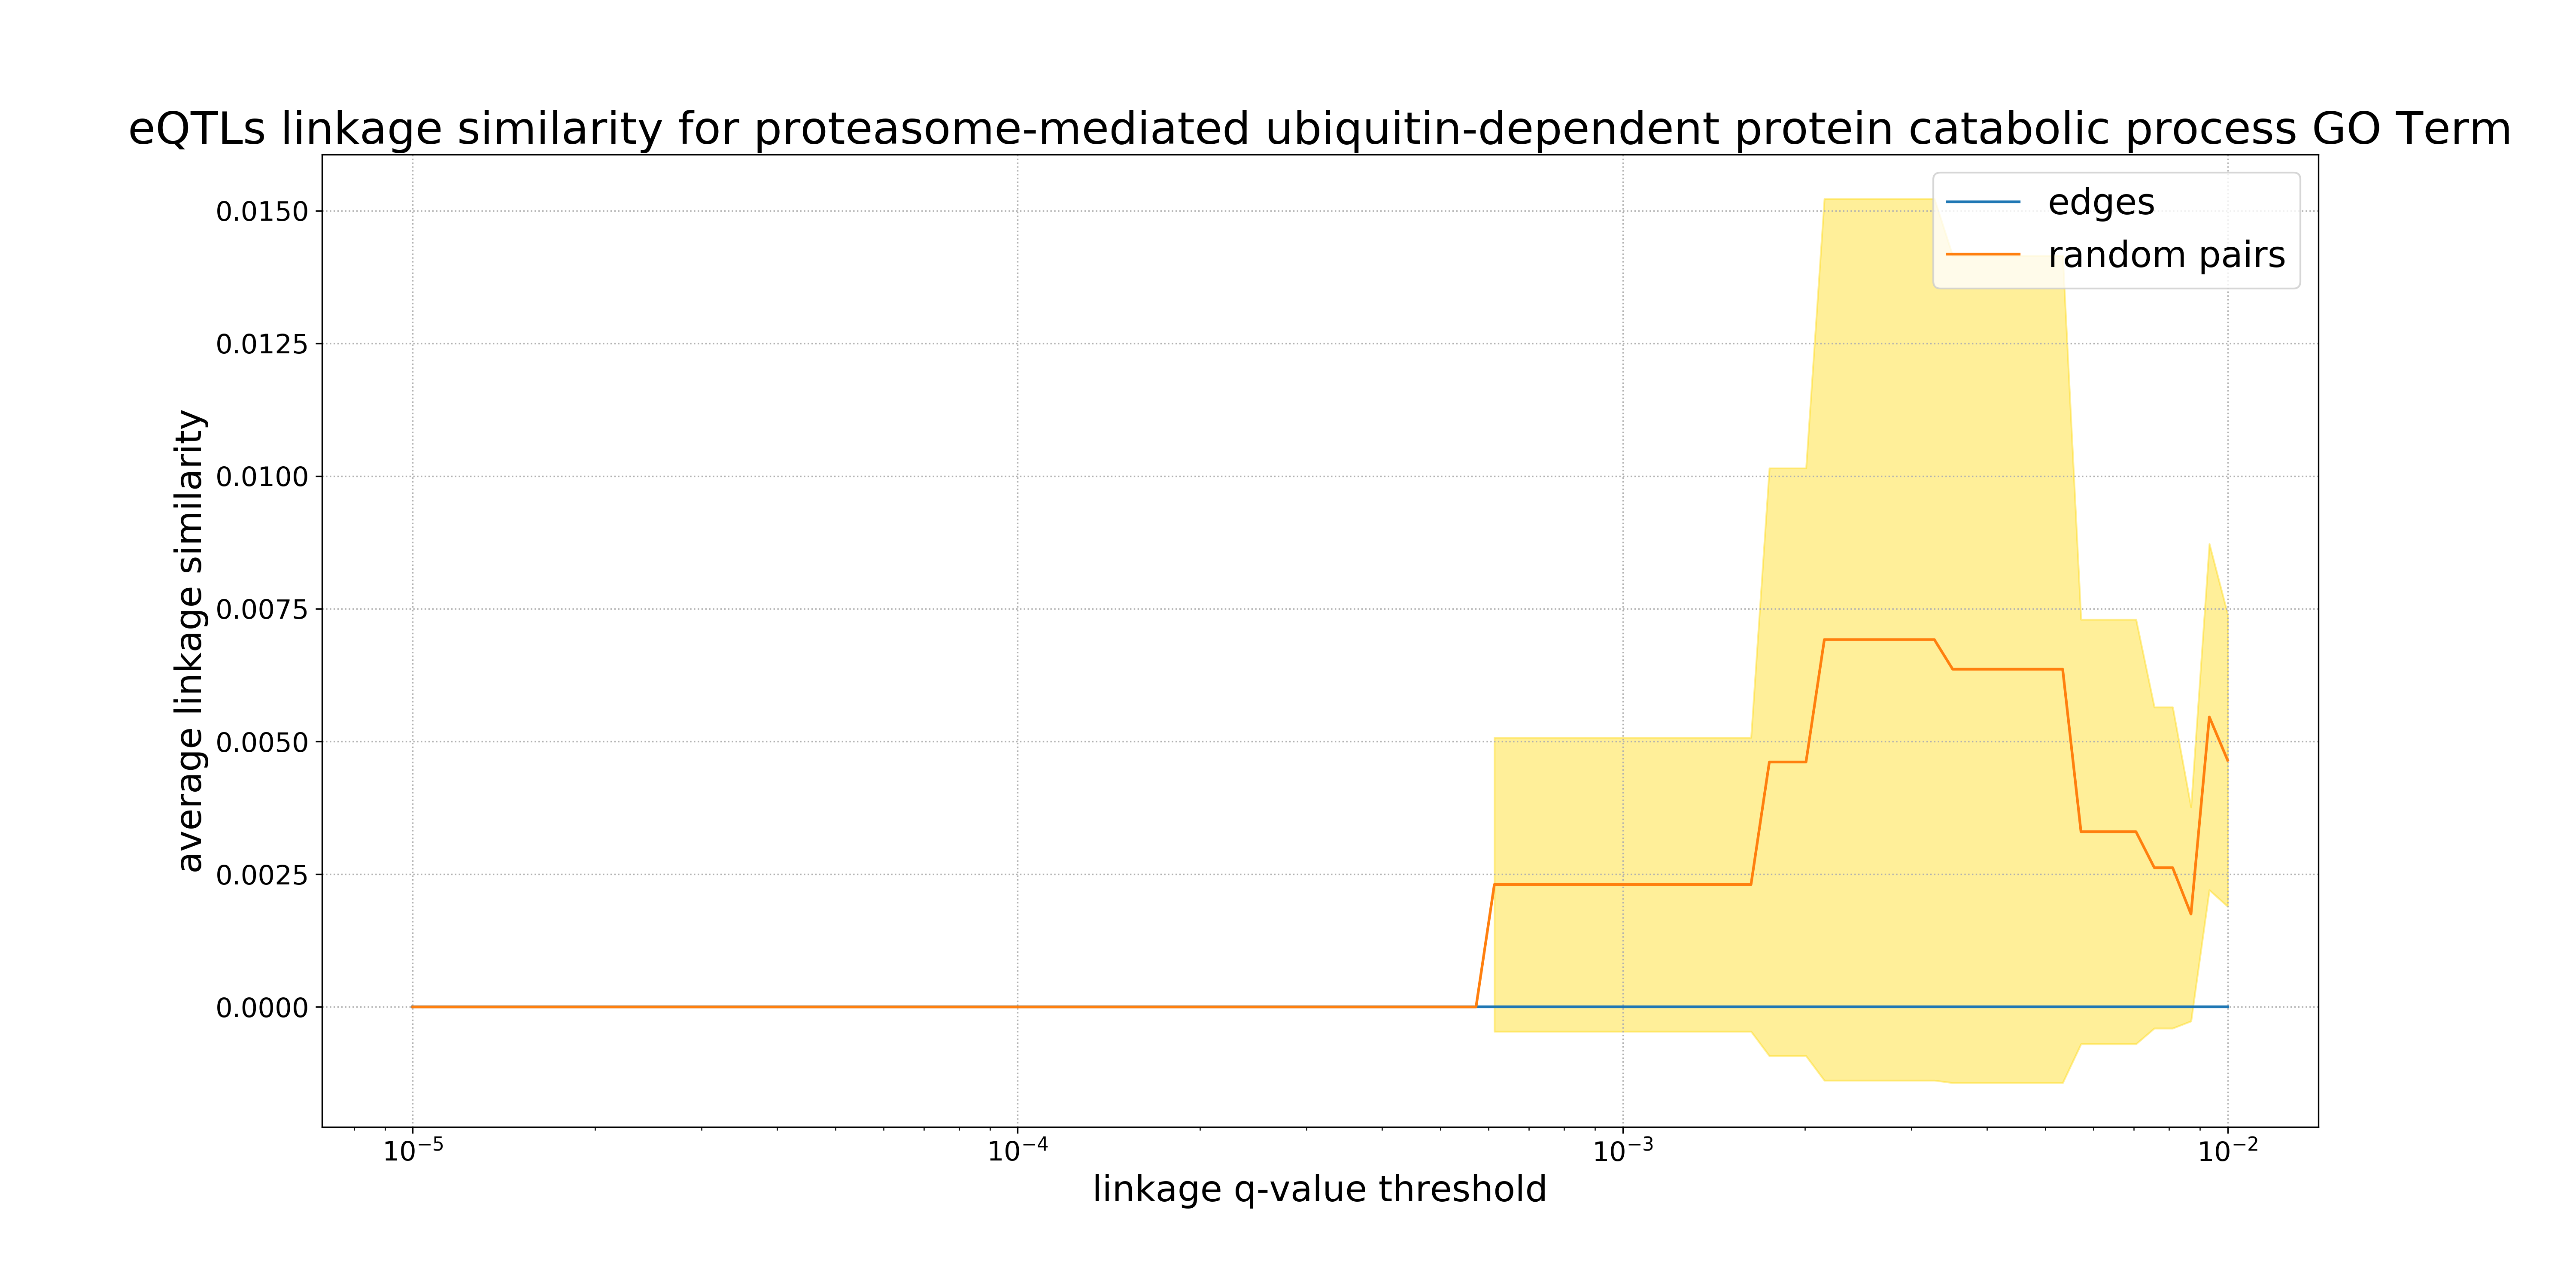 eQTLs linkage similarity for proteasome-mediated ubiquitin-dependent protein catabolic process GO Term
edges
random pairs
average linkage similarity
0.0150
0.0125
0.0100
0.0075
0.0050
0.0025
0.0000
10⁻⁵ 10⁻⁴ 10⁻³ 10⁻²
linkage q-value threshold